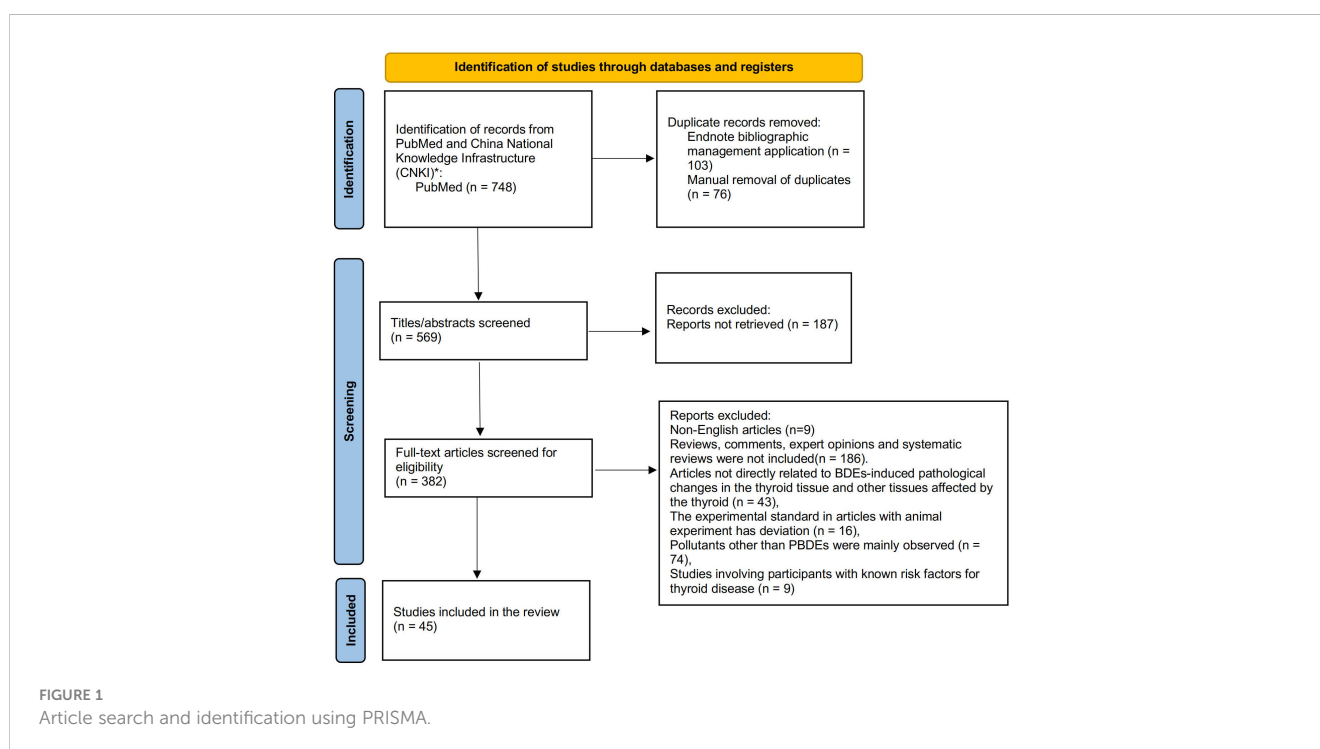 Identification of studies through databases and registers
Identification
Identification of records from
PubMed and China National
Knowledge Infrastructure
(CNKI)*:
PubMed (n = 748)
Duplicate records removed:
Endnote bibliographic
management application (n =
103)
Manual removal of duplicates
(n = 76)
Screening
Titles/abstracts screened
(n = 569)
Records excluded:
Reports not retrieved (n = 187)
Full-text articles screened for
eligibility
(n = 382)
Reports excluded:
Non-English articles (n=9)
Reviews, comments, expert opinions and systematic
reviews were not included(n = 186).
Articles not directly related to BDEs-induced pathological
changes in the thyroid tissue and other tissues affected by
the thyroid (n = 43),
The experimental standard in articles with animal
experiment has deviation (n = 16),
Pollutants other than PBDEs were mainly observed (n =
74),
Studies involving participants with known risk factors for
thyroid disease (n = 9)
Included
Studies included in the review
(n = 45)
FIGURE 1
Article search and identification using PRISMA.